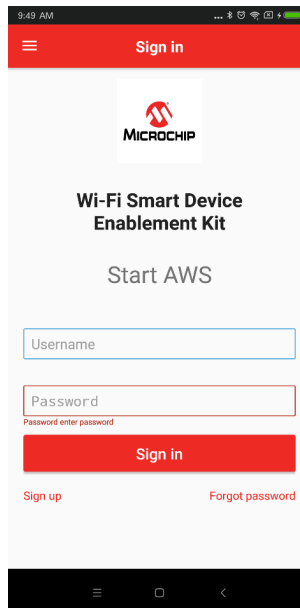 9:49 AM
Sign in
MICROCHIP
Wi-Fi Smart Device
Enablement Kit
Start AWS
Username
Password
Password enter password
Sign in
Sign up
Forgot password